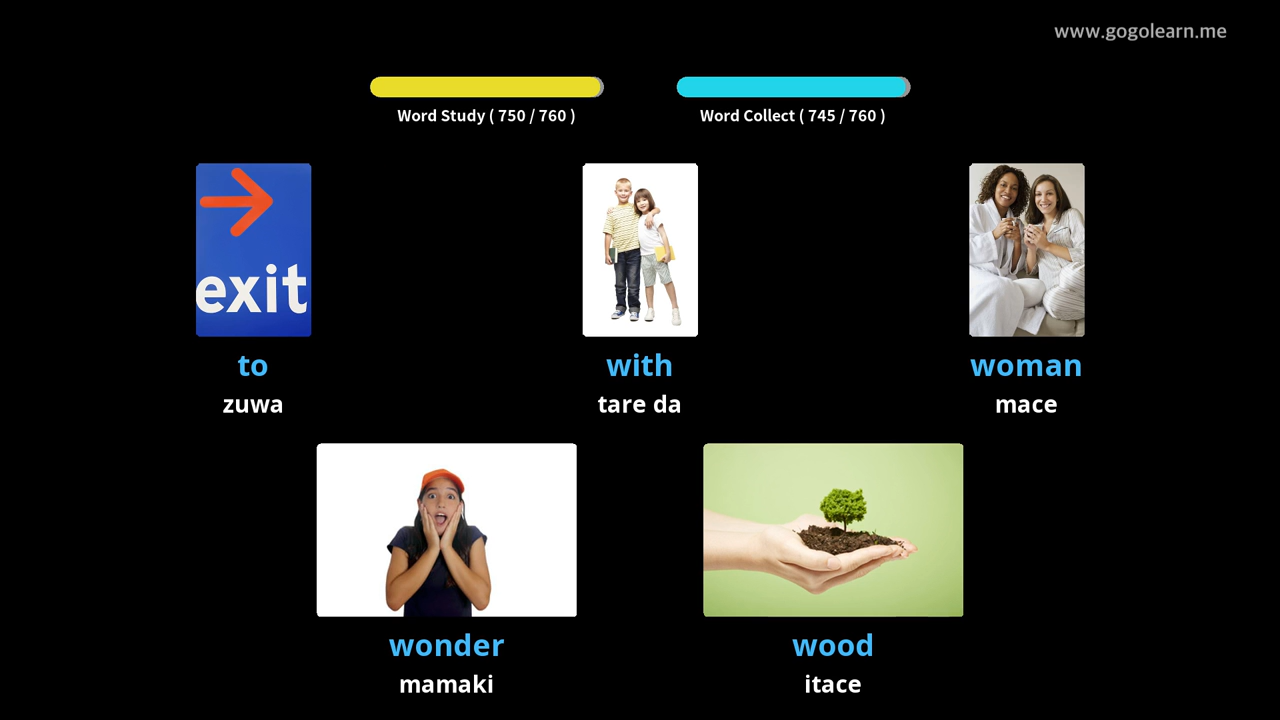 www.gogolearn.me
Word Study ( 750 / 760 )
Word Collect ( 745 / 760 )
exit
to
zuwa
with
tare da
woman
mace
wonder
mamaki
wood
itace